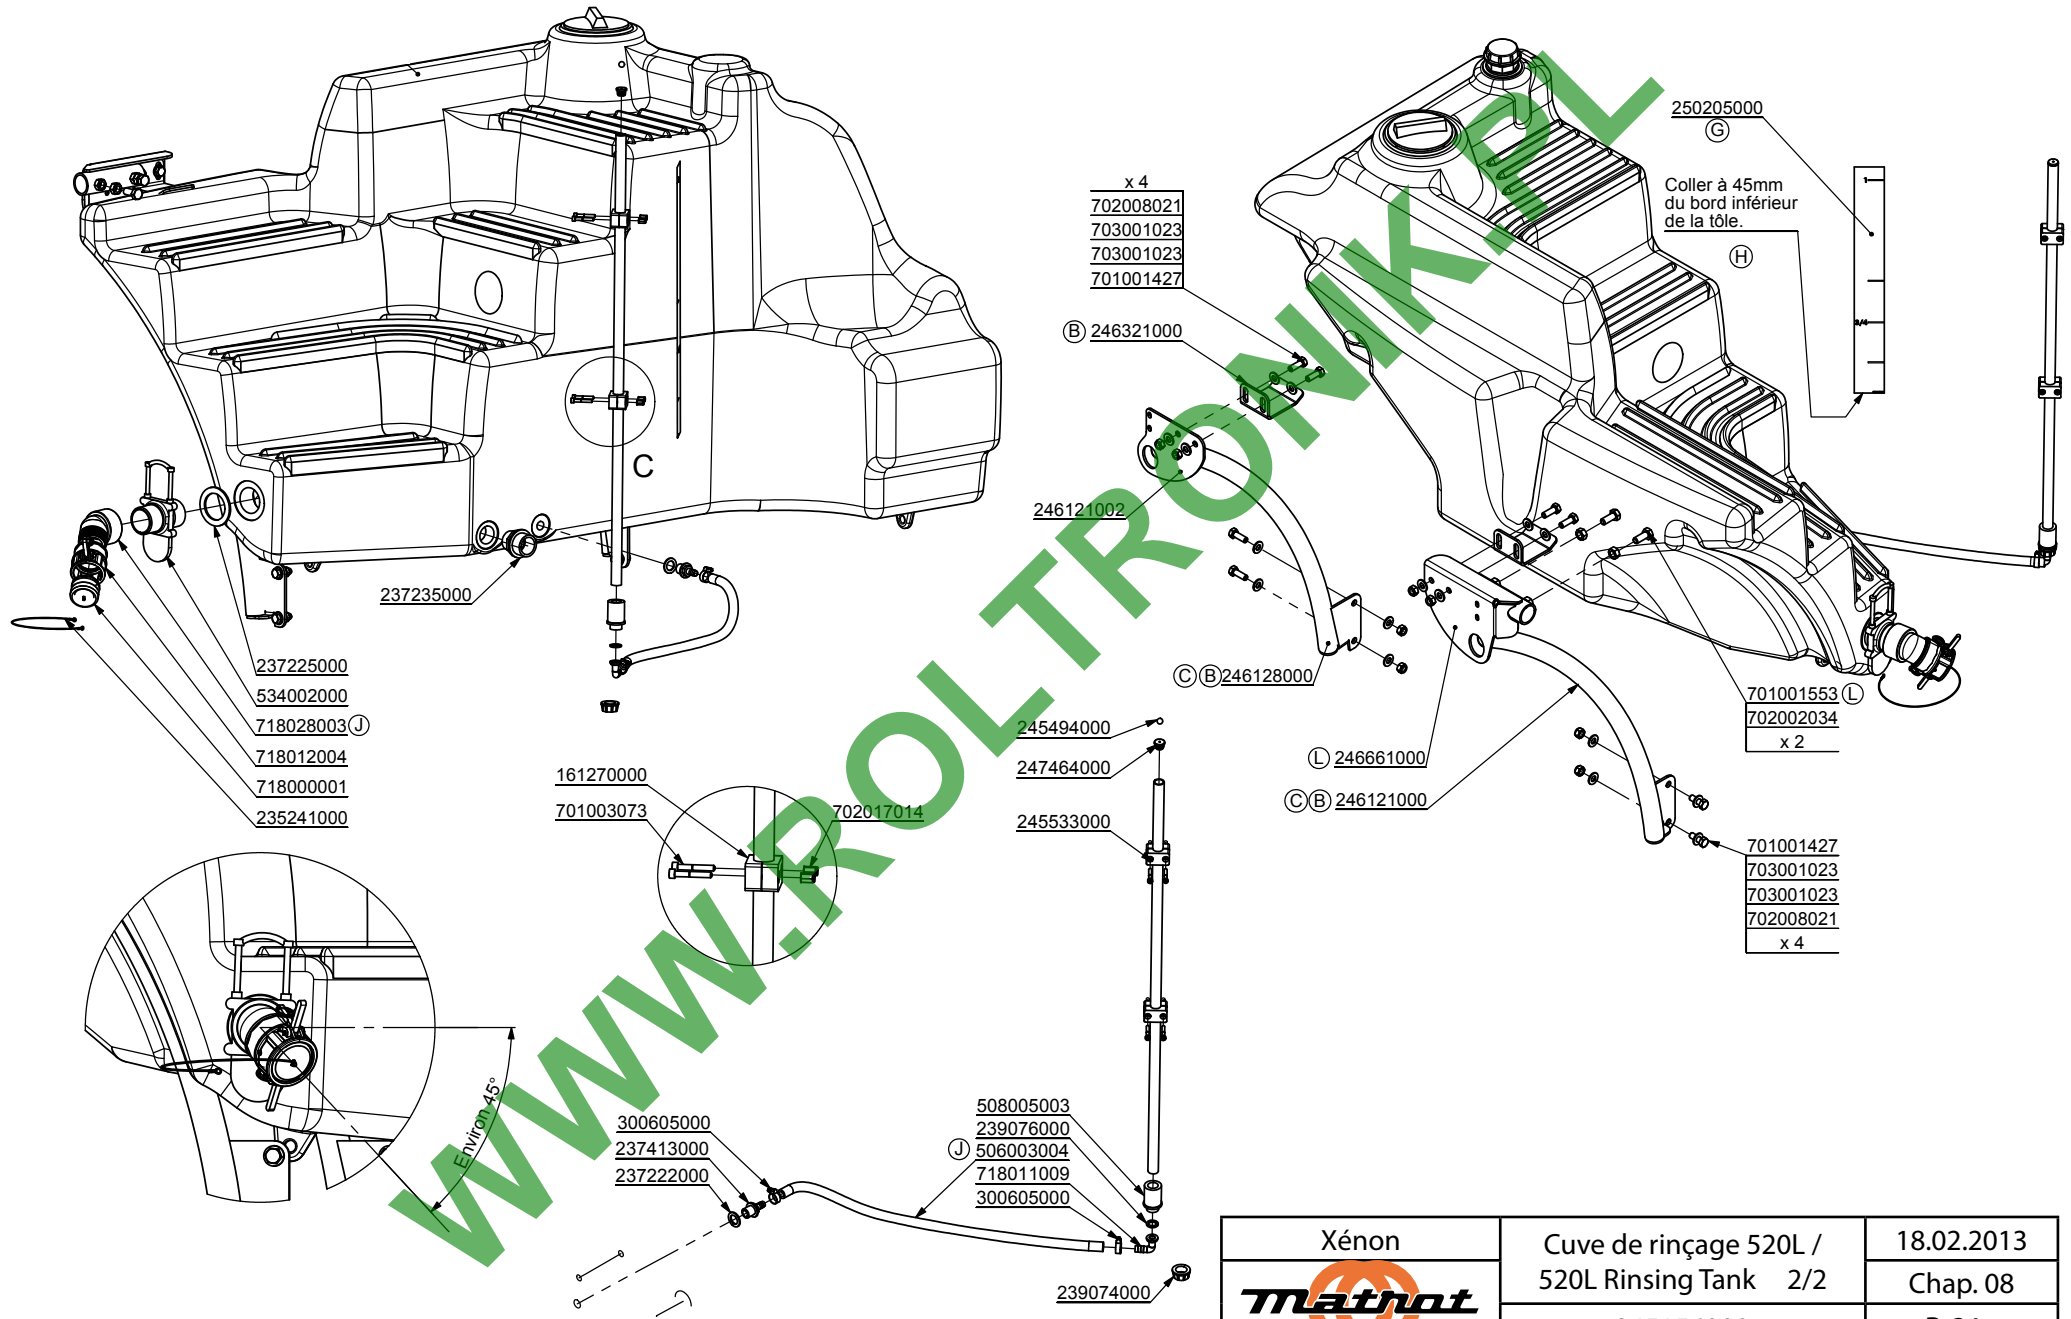 C
237235000
237225000
534002000
718028003 J
718012004
718000001
235241000
161270000
701003073
702017014
Environ 45°
300605000
237413000
237222000
508005003
239076000
J 506003004
718011009
300605000
239074000
245494000
247464000
245533000
x 4
702008021
703001023
703001023
701001427
B 246321000
246121002
C B 246128000
L 246661000
C B 246121000
250205000
G
Coller à 45mm
du bord inférieur
de la tôle.
H
1
3/4
701001553 L
702002034
x 2
701001427
703001023
703001023
702008021
x 4
WWW.ROLTRONIK.PL
Xénon
Cuve de rinçage 520L /
520L Rinsing Tank 2/2
18.02.2013
Chap. 08
matrot